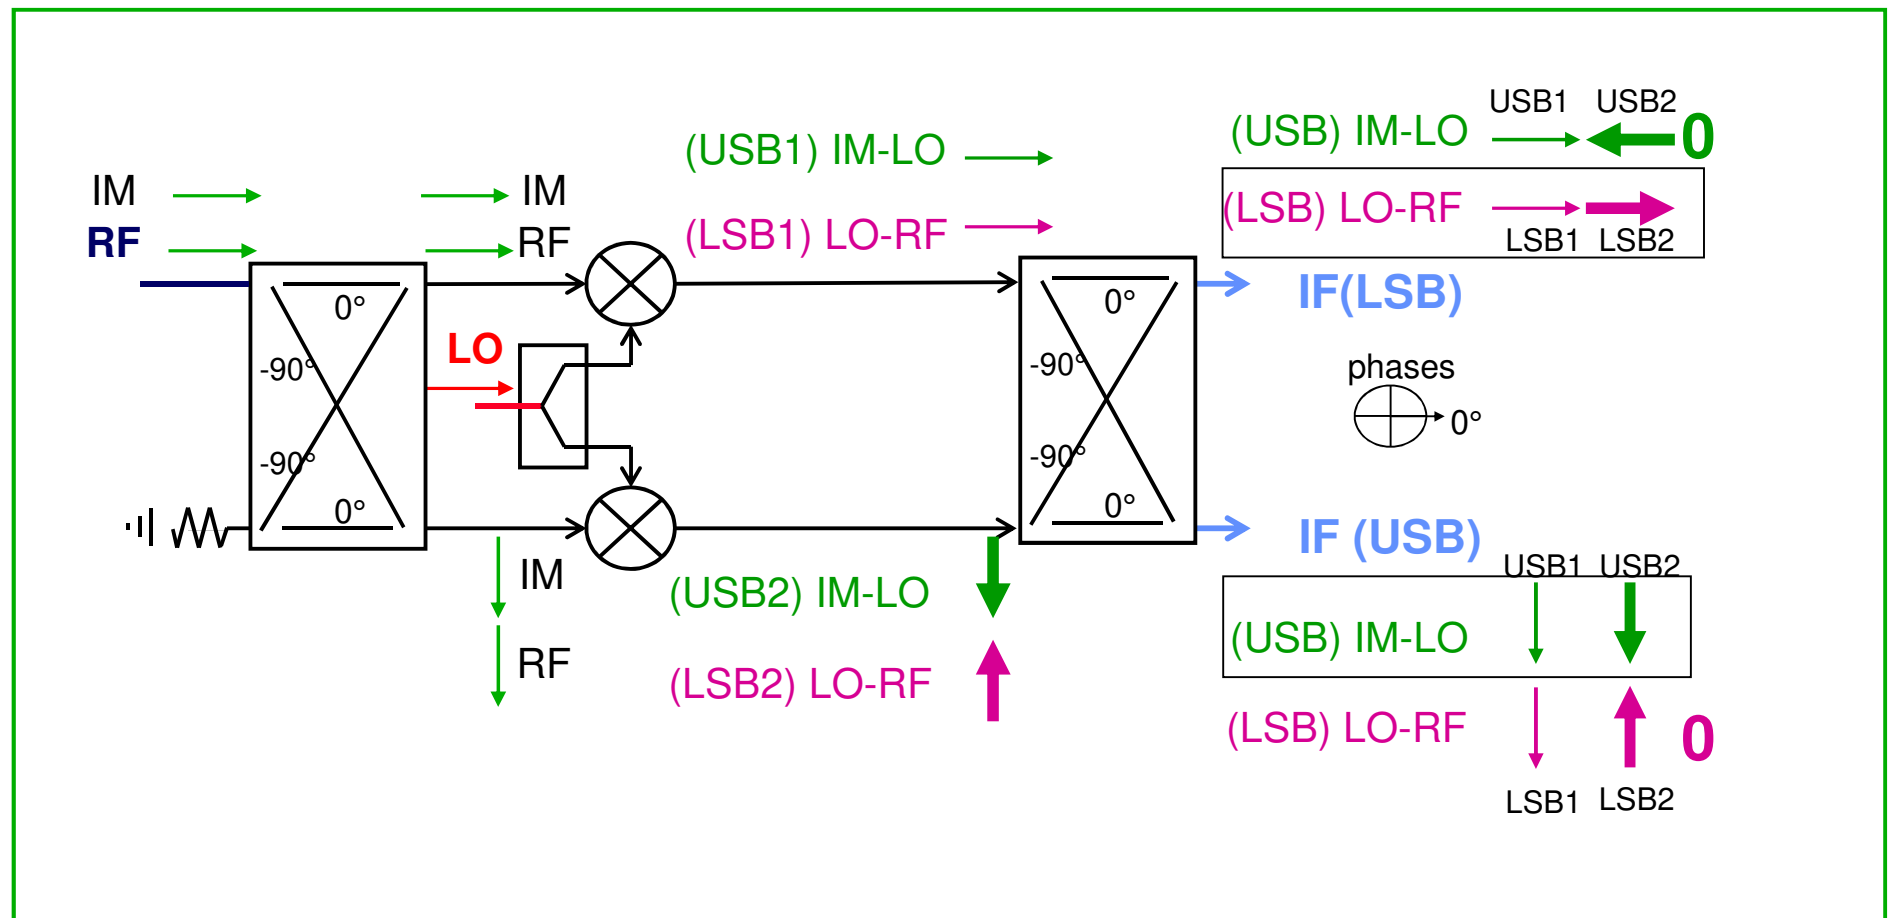 USB1 USB2
(USB) IM-LO 0
(USB1) IM-LO
IM IM
(LSB) LO-RF
RF RF
(LSB1) LO-RF
LSB1 LSB2
0° 0°
IF(LSB)
LO
-90° -90°
phases
0°
-90° -90°
0° 0°
IF (USB)
IM
USB1 USB2
(USB2) IM-LO
(USB) IM-LO
RF
(LSB2) LO-RF
(LSB) LO-RF 0
LSB1 LSB2